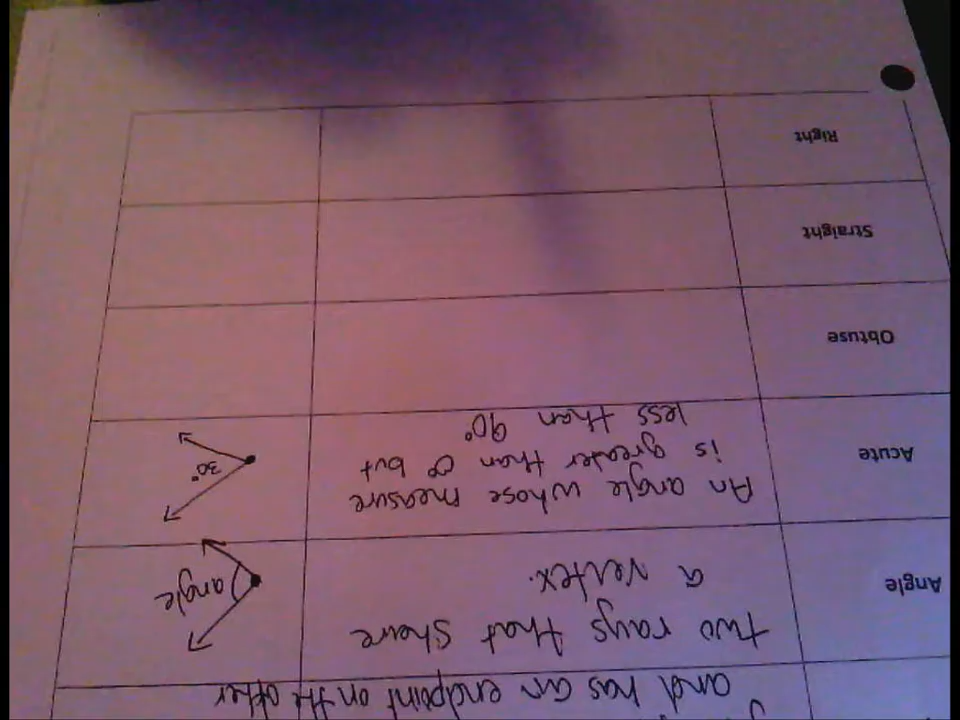 and has an endpoint on the other
Angle
two rays that share
a vertex.
angle
Acute
An angle whose measure
is greater than 0 but
less than 90°
30°
Obtuse
Straight
Right